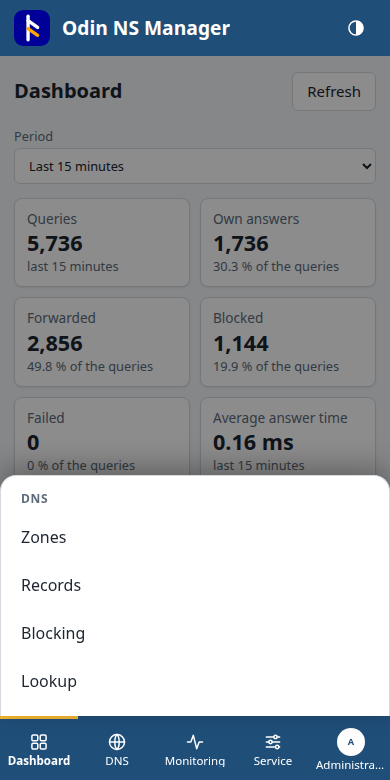 Odin NS Manager
Dashboard
Refresh
Period
Last 15 minutes
Queries
5,736
last 15 minutes
Own answers
1,736
30.3 % of the queries
Forwarded
2,856
49.8 % of the queries
Blocked
1,144
19.9 % of the queries
Failed
0
0 % of the queries
Average answer time
0.16 ms
last 15 minutes
DNS
Zones
Records
Blocking
Lookup
Dashboard
DNS
Monitoring
Service
A
Administra...